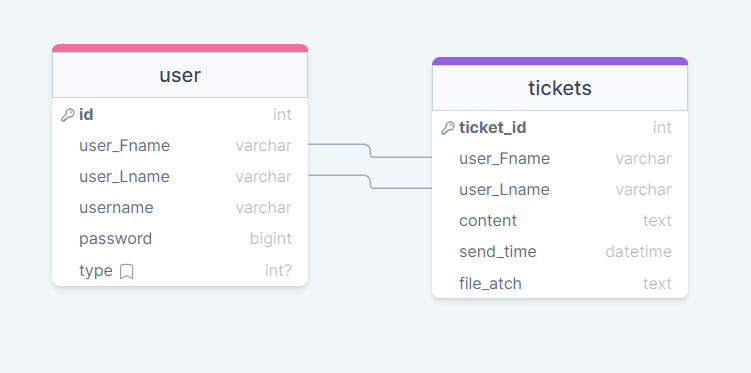 user
id int
user_Fname varchar
user_Lname varchar
username varchar
password bigint
type int?
tickets
ticket_id int
user_Fname varchar
user_Lname varchar
content text
send_time datetime
file_atch text